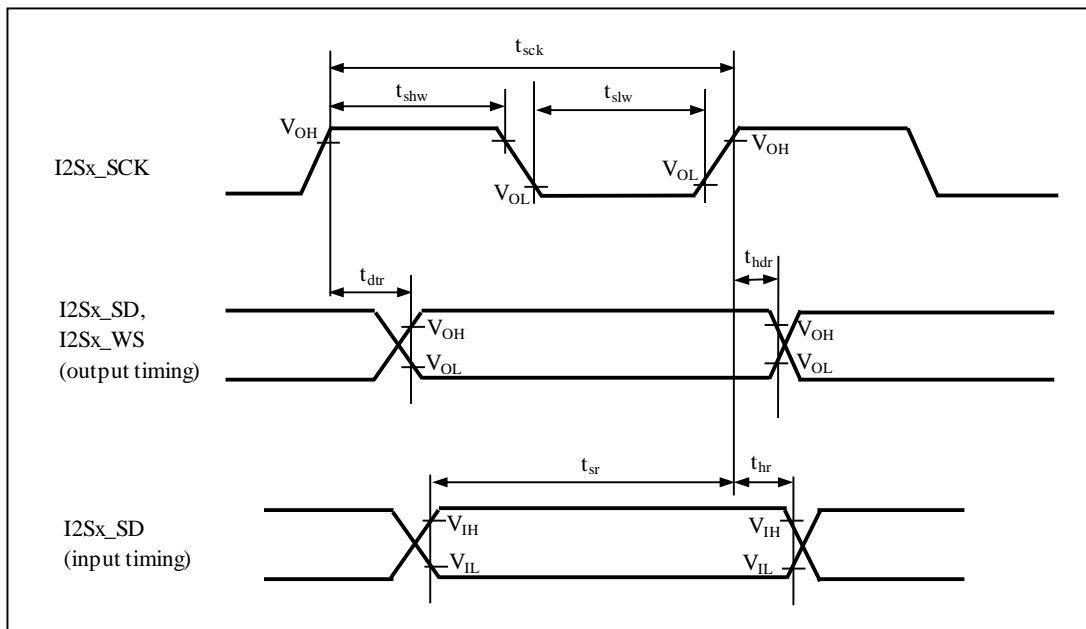 t_sck
t_shw
t_slw
V_OH
V_OH
I2Sx_SCK
V_OL
V_OL
t_dtr
t_hdr
I2Sx_SD,
I2Sx_WS
(output timing)
V_OH
V_OH
V_OL
V_OL
t_sr
t_hr
I2Sx_SD
(input timing)
V_IH
V_IH
V_IL
V_IL